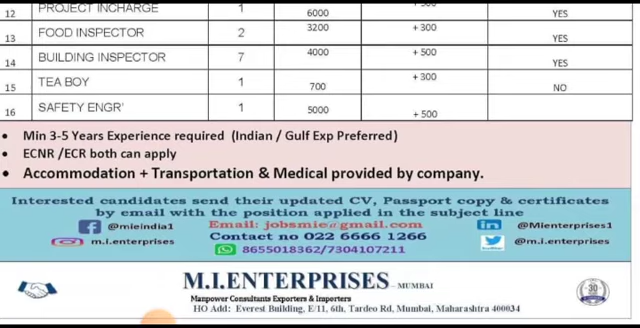 12 PROJECT INCHARGE 1 6000 YES
13 FOOD INSPECTOR 2 3200 + 300 YES
14 BUILDING INSPECTOR 7 4000 + 500 YES
15 TEA BOY 1 700 + 300 NO
16 SAFETY ENGR' 1 5000 + 500
• Min 3-5 Years Experience required (Indian / Gulf Exp Preferred)
• ECNR /ECR both can apply
• Accommodation + Transportation & Medical provided by company.
Interested candidates send their updated CV, Passport copy & certificates
by email with the position applied in the subject line
@mieindia1 Email: jobsmie@gmail.com @Mienterprises1
m.i.enterprises Contact no 022 6666 1266 @m.i.enterprises
8655018362/7304107211
M.I.ENTERPRISES – MUMBAI
Manpower Consultants Exporters & Importers
HO Add: Everest Building, E/11, 6th, Tardeo Rd, Mumbai, Maharashtra 400034
30